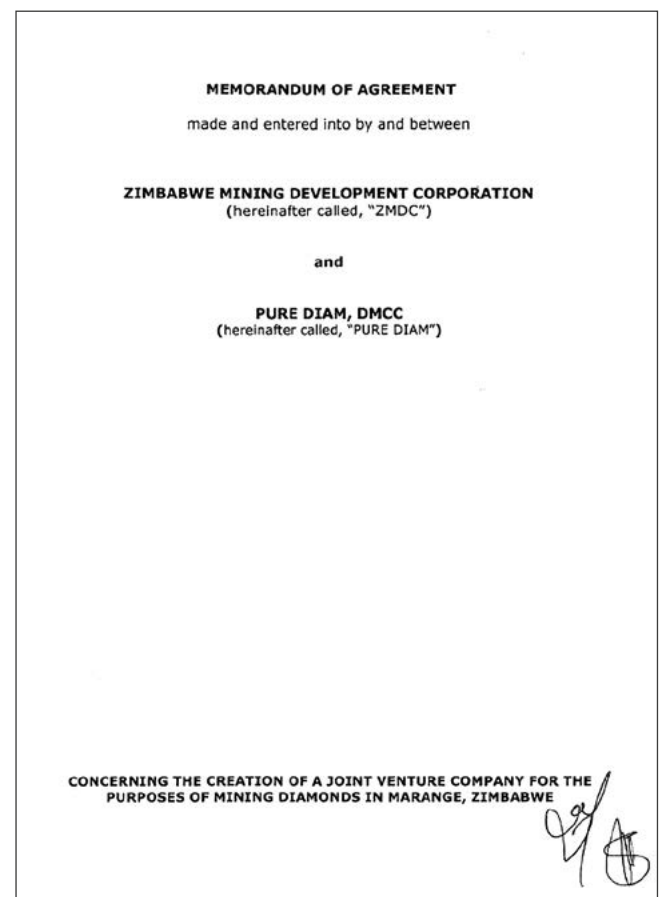 MEMORANDUM OF AGREEMENT
made and entered into by and between
ZIMBABWE MINING DEVELOPMENT CORPORATION
(hereinafter called, "ZMDC")
and
PURE DIAM, DMCC
(hereinafter called, "PURE DIAM")
CONCERNING THE CREATION OF A JOINT VENTURE COMPANY FOR THE
PURPOSES OF MINING DIAMONDS IN MARANGE, ZIMBABWE